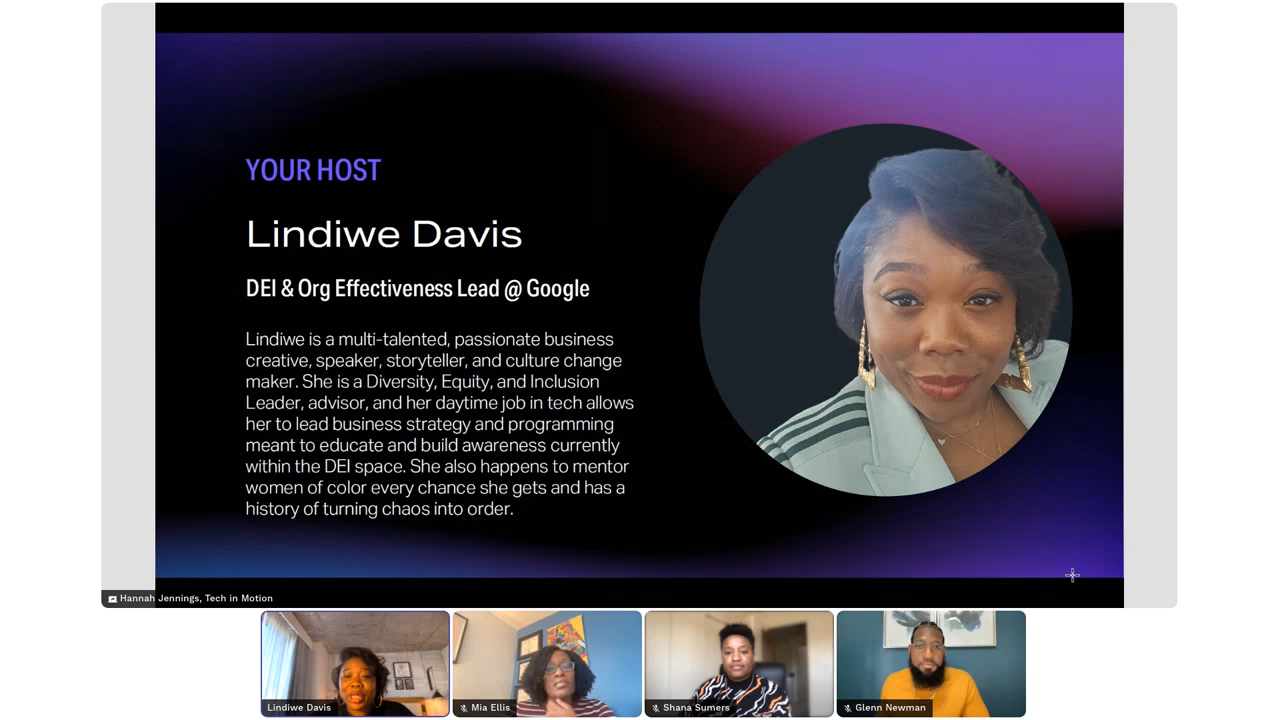 YOUR HOST
Lindiwe Davis
DEI & Org Effectiveness Lead @ Google
Lindiwe is a multi-talented, passionate business
creative, speaker, storyteller, and culture change
maker. She is a Diversity, Equity, and Inclusion
Leader, advisor, and her daytime job in tech allows
her to lead business strategy and programming
meant to educate and build awareness currently
within the DEI space. She also happens to mentor
women of color every chance she gets and has a
history of turning chaos into order.
Hannah Jennings, Tech in Motion
Lindiwe Davis
Mia Ellis
Shana Sumers
Glenn Newman